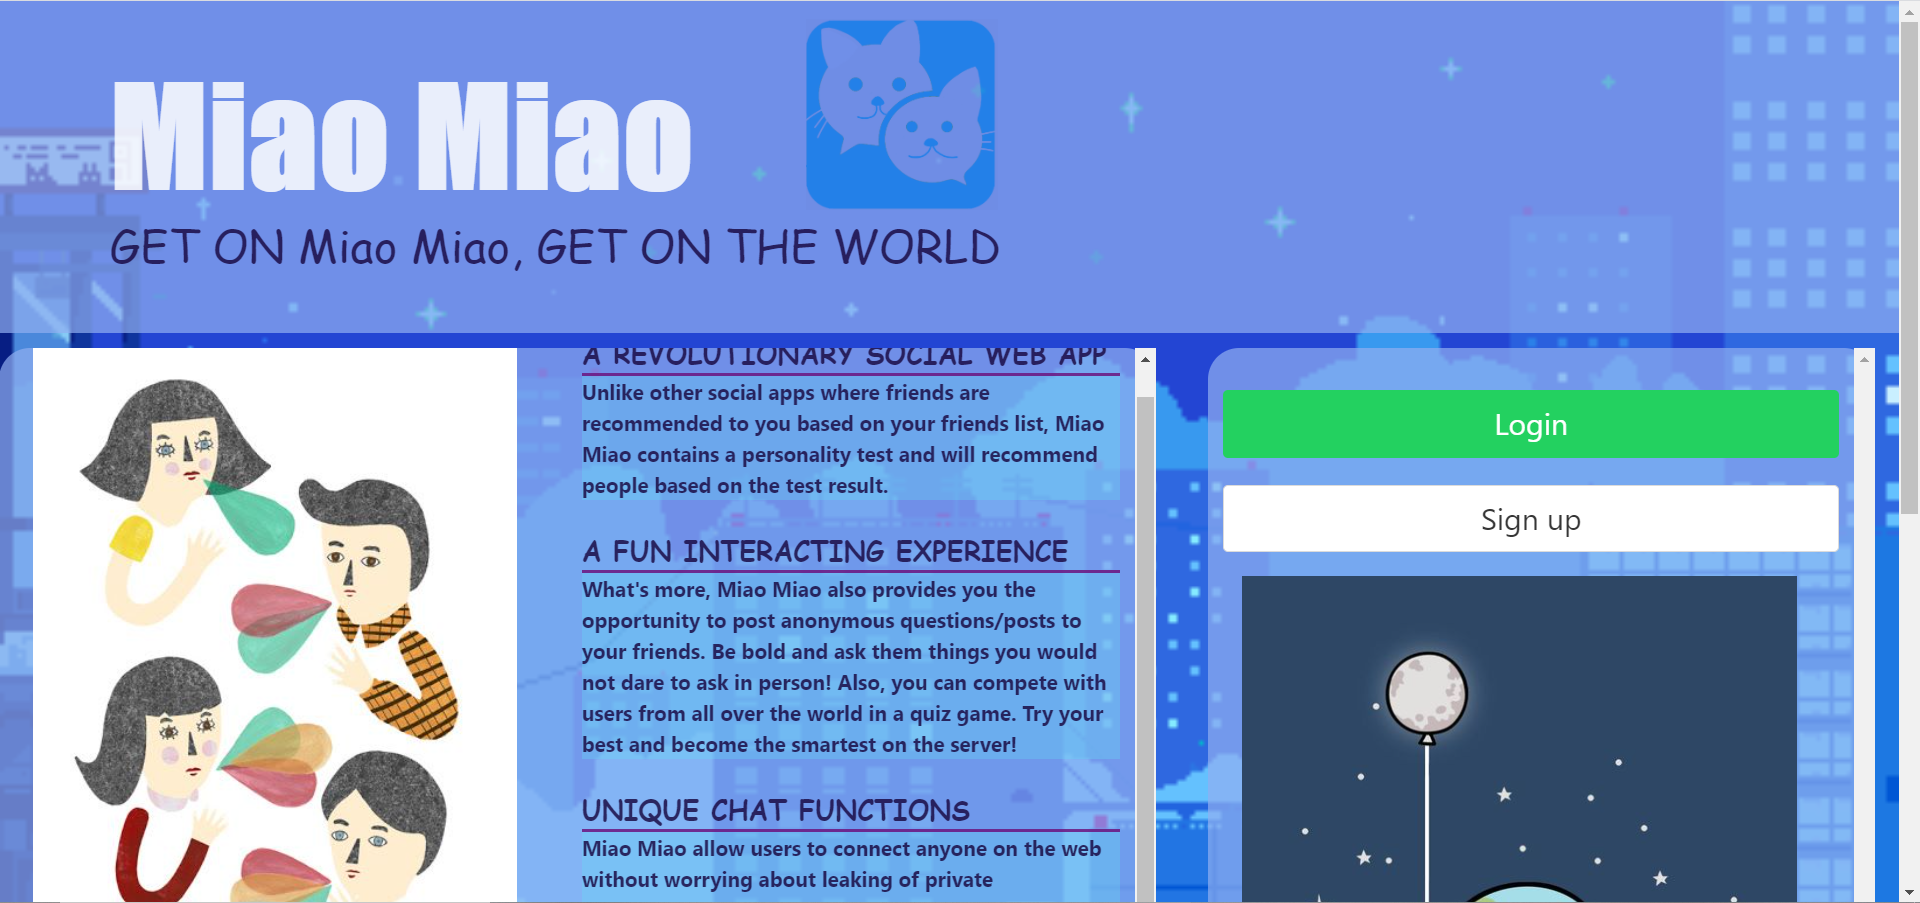 Miao Miao
GET ON Miao Miao, GET ON THE WORLD
A REVOLUTIONARY SOCIAL WEB APP
Unlike other social apps where friends are
recommended to you based on your friends list, Miao
Miao contains a personality test and will recommend
people based on the test result.
A FUN INTERACTING EXPERIENCE
What's more, Miao Miao also provides you the
opportunity to post anonymous questions/posts to
your friends. Be bold and ask them things you would
not dare to ask in person! Also, you can compete with
users from all over the world in a quiz game. Try your
best and become the smartest on the server!
UNIQUE CHAT FUNCTIONS
Miao Miao allow users to connect anyone on the web
without worrying about leaking of private
Login
Sign up